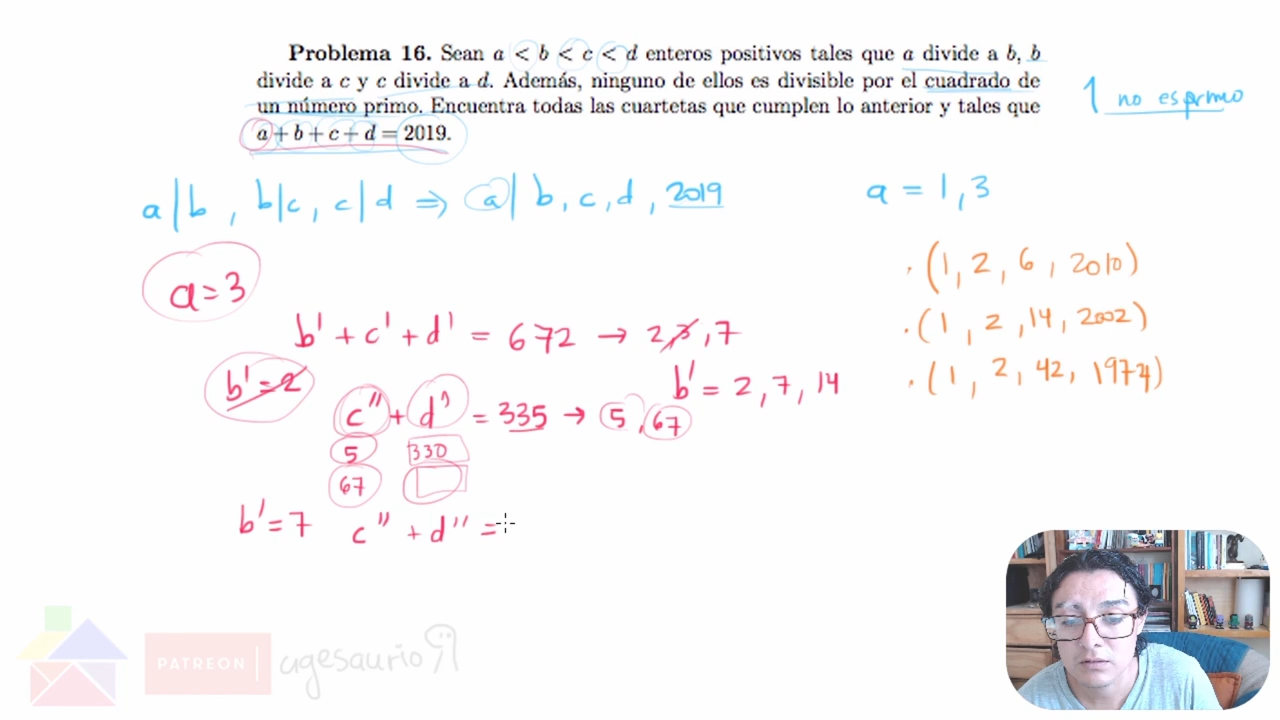 Problema 16. Sean a < b < c < d enteros positivos tales que a divide a b, b
divide a c y c divide a d. Además, ninguno de ellos es divisible por el cuadrado de
un número primo. Encuentra todas las cuartetas que cumplen lo anterior y tales que
a + b + c + d = 2019.
1 no es primo
a|b , b|c, c|d ⇒ a| b, c, d, 2019
a = 1, 3
a = 3
· (1, 2, 6, 2010)
b' + c' + d' = 672 → 2, 3, 7
· (1, 2, 14, 2002)
b' = 2
b' = 2, 7, 14
· (1, 2, 42, 1974)
c'' + d'' = 335 → 5, 67
5 330
67
b' = 7 c'' + d'' =
PATREON agesaurio